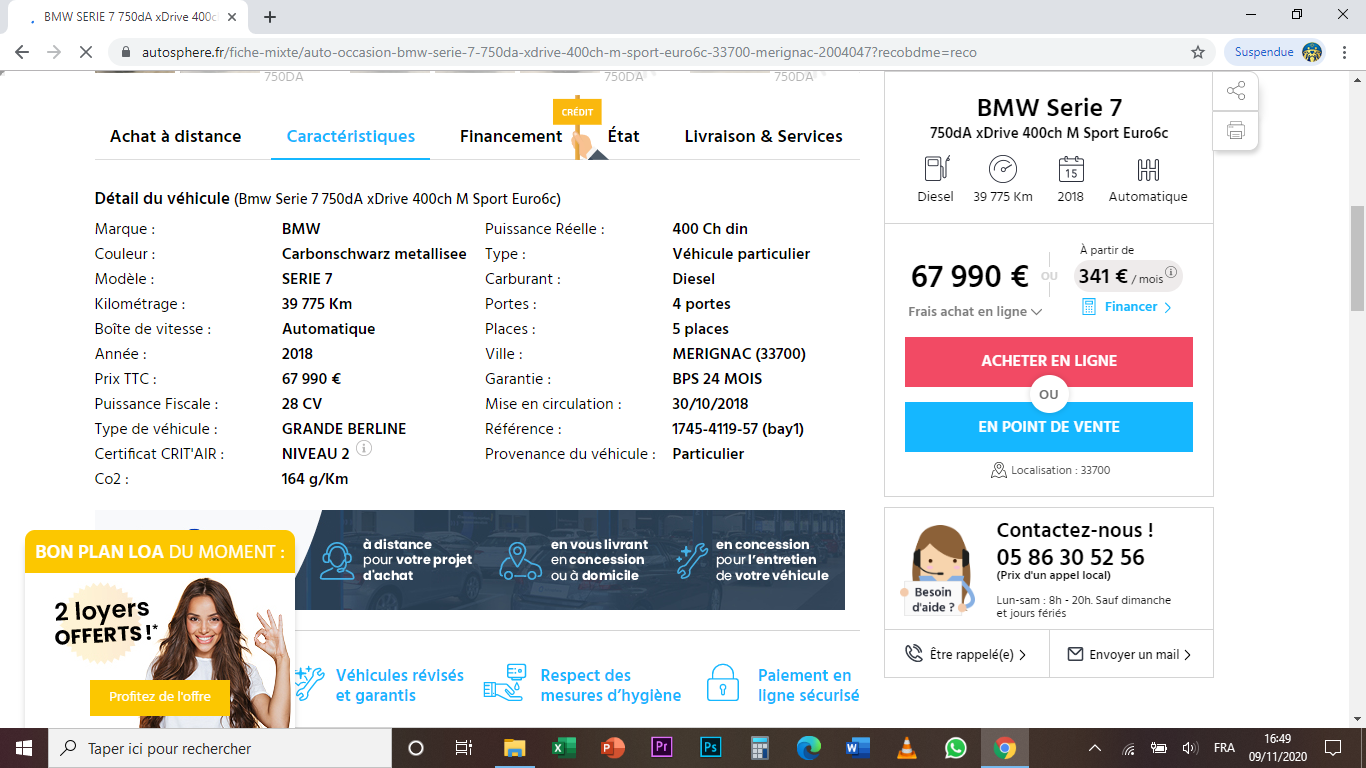 BMW SERIE 7 750dA xDrive 400c
autosphere.fr/fiche-mixte/auto-occasion-bmw-serie-7-750da-xdrive-400ch-m-sport-euro6c-33700-merignac-2004047?recobdme=reco
Suspendue
750DA 750DA 750DA
CRÉDIT
Achat à distance Caractéristiques Financement État Livraison & Services
Détail du véhicule (Bmw Serie 7 750dA xDrive 400ch M Sport Euro6c)
Marque : BMW Puissance Réelle : 400 Ch din
Couleur : Carbonschwarz metallisee Type : Véhicule particulier
Modèle : SERIE 7 Carburant : Diesel
Kilométrage : 39 775 Km Portes : 4 portes
Boîte de vitesse : Automatique Places : 5 places
Année : 2018 Ville : MERIGNAC (33700)
Prix TTC : 67 990 € Garantie : BPS 24 MOIS
Puissance Fiscale : 28 CV Mise en circulation : 30/10/2018
Type de véhicule : GRANDE BERLINE Référence : 1745-4119-57 (bay1)
Certificat CRIT'AIR : NIVEAU 2 Provenance du véhicule : Particulier
Co2 : 164 g/Km
à distance
pour votre projet
d'achat
en vous livrant
en concession
ou à domicile
en concession
pour l'entretien
de votre véhicule
BON PLAN LOA DU MOMENT :
2 loyers
OFFERTS !*
Profitez de l'offre
Véhicules révisés
et garantis
Respect des
mesures d'hygiène
Paiement en
ligne sécurisé
BMW Serie 7
750dA xDrive 400ch M Sport Euro6c
15
Diesel 39 775 Km 2018 Automatique
67 990 €
Frais achat en ligne
OU
À partir de
341 € / mois
Financer
ACHETER EN LIGNE
OU
EN POINT DE VENTE
Localisation : 33700
Besoin
d'aide ?
Contactez-nous !
05 86 30 52 56
(Prix d'un appel local)
Lun-sam : 8h - 20h. Sauf dimanche
et jours fériés
Être rappelé(e) Envoyer un mail
Taper ici pour rechercher
FRA
16:49
09/11/2020